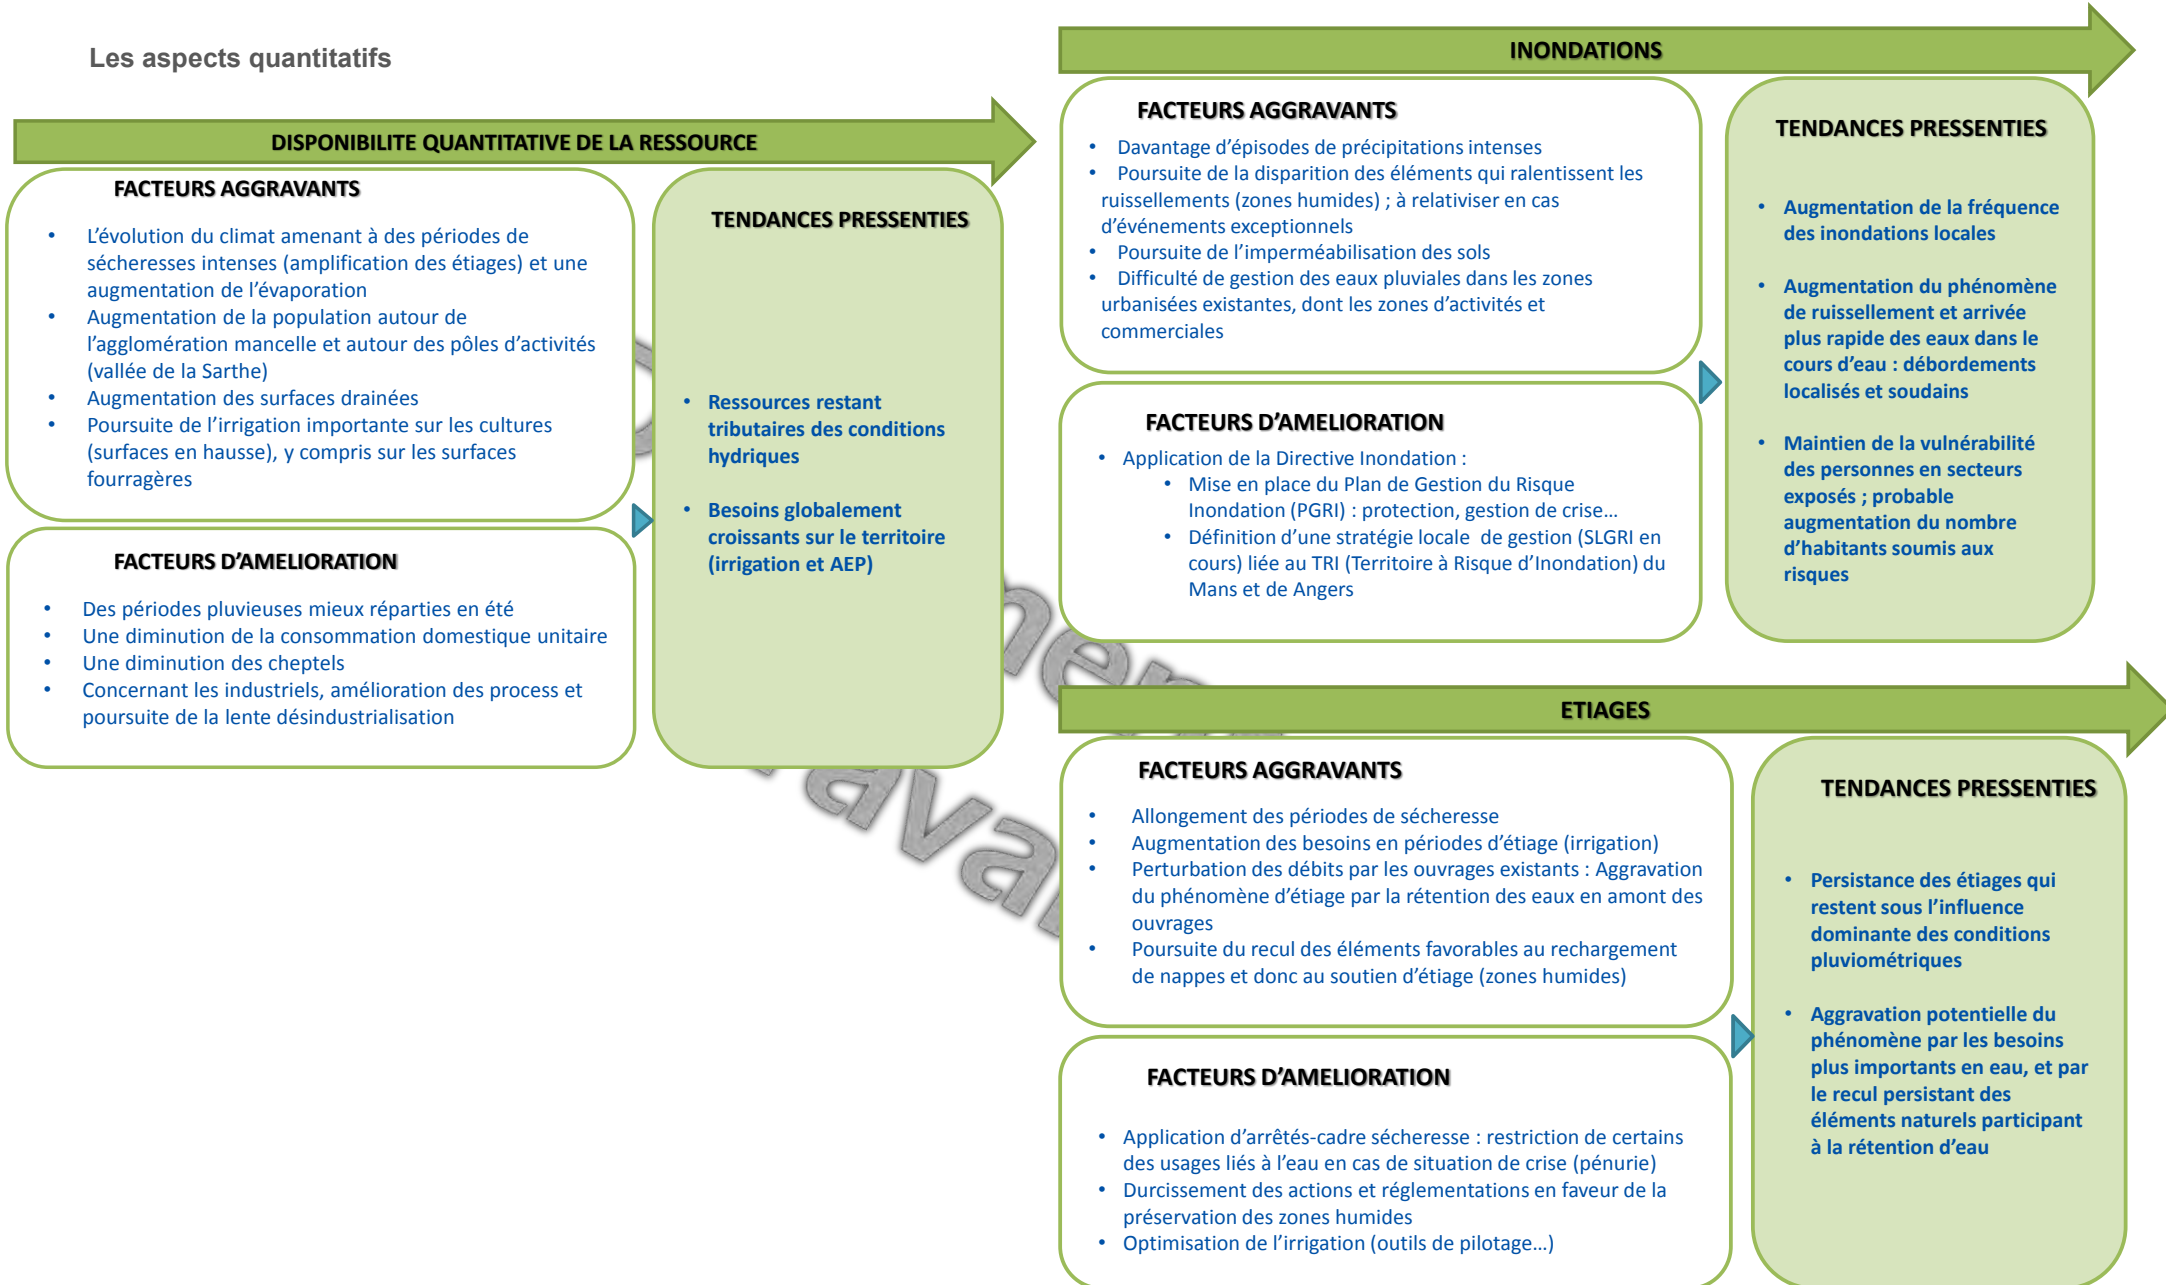 Les aspects quantitatifs
DISPONIBILITE QUANTITATIVE DE LA RESSOURCE
FACTEURS AGGRAVANTS
• L'évolution du climat amenant à des périodes de
sécheresses intenses (amplification des étiages) et une
augmentation de l'évaporation
• Augmentation de la population autour de
l'agglomération mancelle et autour des pôles d'activités
(vallée de la Sarthe)
• Augmentation des surfaces drainées
• Poursuite de l'irrigation importante sur les cultures
(surfaces en hausse), y compris sur les surfaces
fourragères
FACTEURS D'AMELIORATION
• Des périodes pluvieuses mieux réparties en été
• Une diminution de la consommation domestique unitaire
• Une diminution des cheptels
• Concernant les industriels, amélioration des process et
poursuite de la lente désindustrialisation
TENDANCES PRESSENTIES
• Ressources restant
tributaires des conditions
hydriques
• Besoins globalement
croissants sur le territoire
(irrigation et AEP)
INONDATIONS
FACTEURS AGGRAVANTS
• Davantage d'épisodes de précipitations intenses
• Poursuite de la disparition des éléments qui ralentissent les
ruissellements (zones humides) ; à relativiser en cas
d'événements exceptionnels
• Poursuite de l'imperméabilisation des sols
• Difficulté de gestion des eaux pluviales dans les zones
urbanisées existantes, dont les zones d'activités et
commerciales
FACTEURS D'AMELIORATION
• Application de la Directive Inondation :
• Mise en place du Plan de Gestion du Risque
Inondation (PGRI) : protection, gestion de crise...
• Définition d'une stratégie locale de gestion (SLGRI en
cours) liée au TRI (Territoire à Risque d'Inondation) du
Mans et de Angers
TENDANCES PRESSENTIES
• Augmentation de la fréquence
des inondations locales
• Augmentation du phénomène
de ruissellement et arrivée
plus rapide des eaux dans le
cours d'eau : débordements
localisés et soudains
• Maintien de la vulnérabilité
des personnes en secteurs
exposés ; probable
augmentation du nombre
d'habitants soumis aux
risques
ETIAGES
FACTEURS AGGRAVANTS
• Allongement des périodes de sécheresse
• Augmentation des besoins en périodes d'étiage (irrigation)
• Perturbation des débits par les ouvrages existants : Aggravation
du phénomène d'étiage par la rétention des eaux en amont des
ouvrages
• Poursuite du recul des éléments favorables au rechargement
de nappes et donc au soutien d'étiage (zones humides)
FACTEURS D'AMELIORATION
• Application d'arrêtés-cadre sécheresse : restriction de certains
des usages liés à l'eau en cas de situation de crise (pénurie)
• Durcissement des actions et réglementations en faveur de la
préservation des zones humides
• Optimisation de l'irrigation (outils de pilotage...)
TENDANCES PRESSENTIES
• Persistance des étiages qui
restent sous l'influence
dominante des conditions
pluviométriques
• Aggravation potentielle du
phénomène par les besoins
plus importants en eau, et par
le recul persistant des
éléments naturels participant
à la rétention d'eau